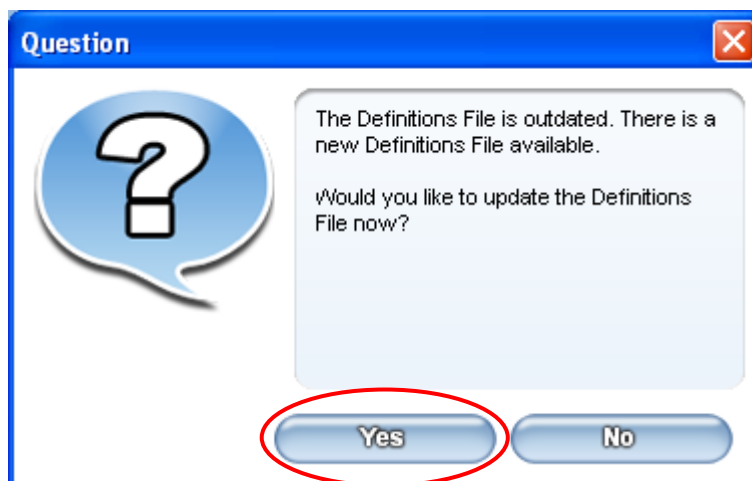 Question
The Definitions File is outdated. There is a
new Definitions File available.
Would you like to update the Definitions
File now?
Yes
No